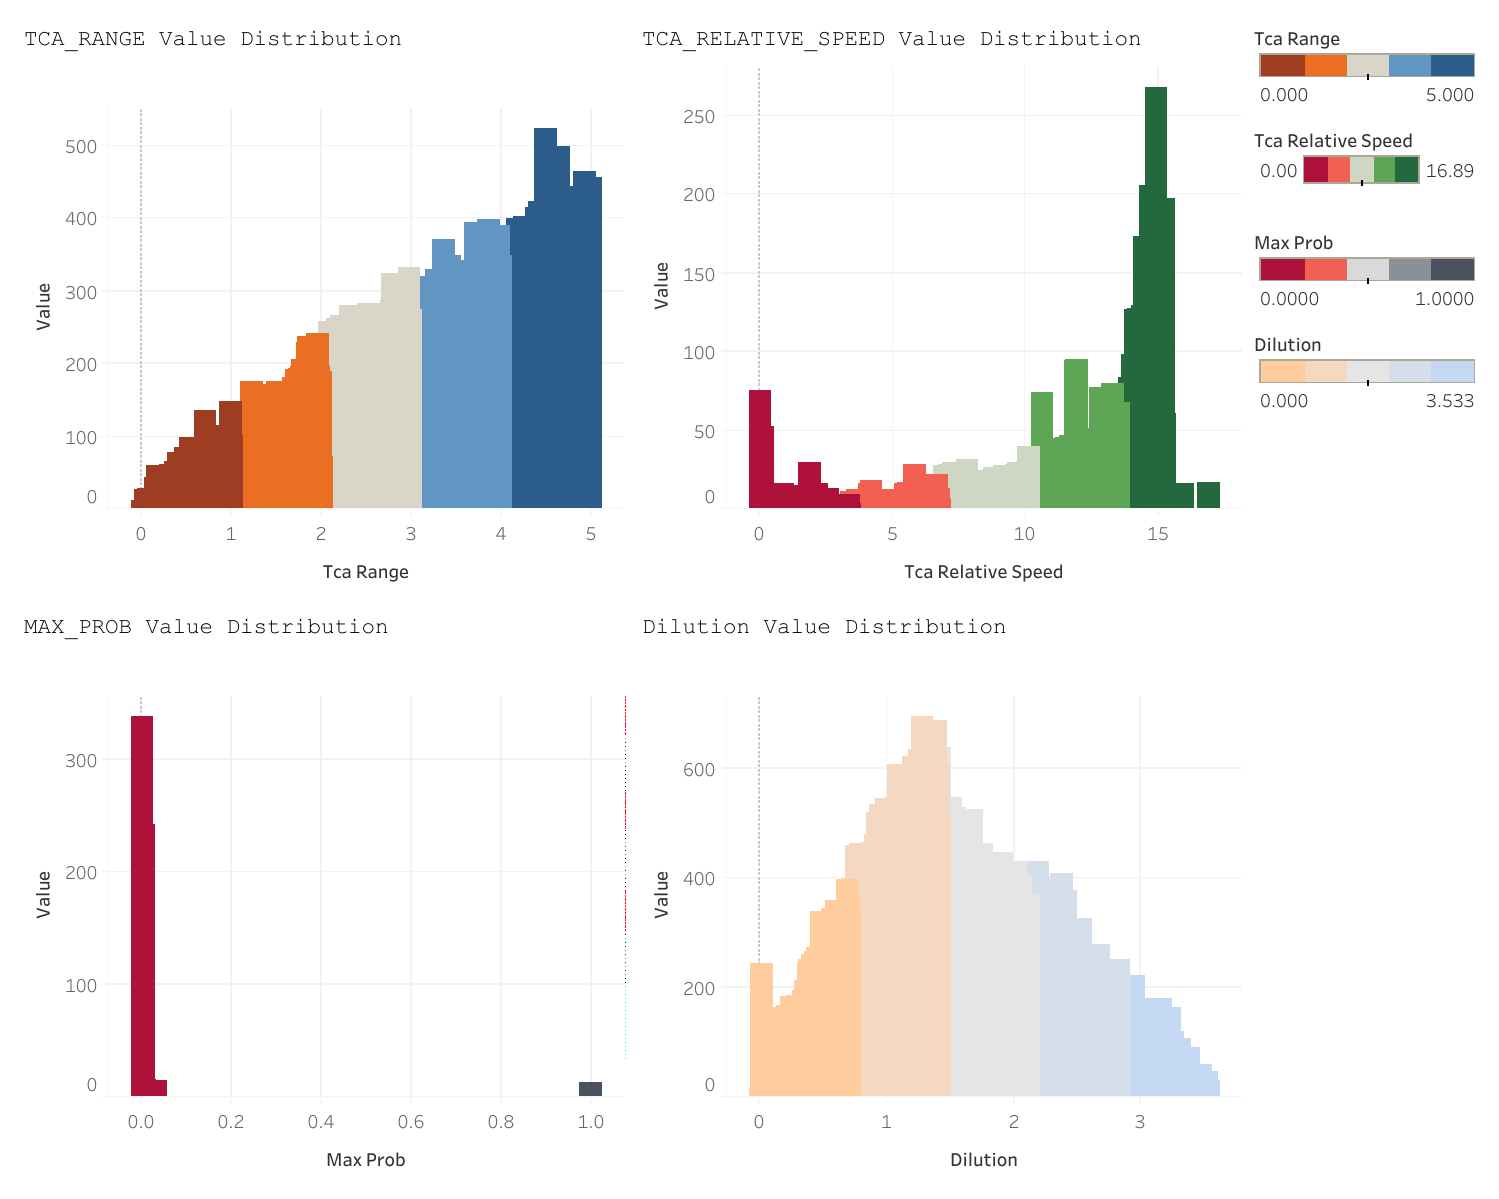 TCA_RANGE Value Distribution
TCA_RELATIVE_SPEED Value Distribution
Tca Range
0.000 5.000
Tca Relative Speed
0.00 16.89
Max Prob
0.0000 1.0000
Dilution
0.000 3.533
Value
500
400
300
200
100
0
0 1 2 3 4 5
Tca Range
Value
250
200
150
100
50
0
0 5 10 15
Tca Relative Speed
MAX_PROB Value Distribution
Dilution Value Distribution
Value
300
200
100
0
0.0 0.2 0.4 0.6 0.8 1.0
Max Prob
Value
600
400
200
0
0 1 2 3
Dilution